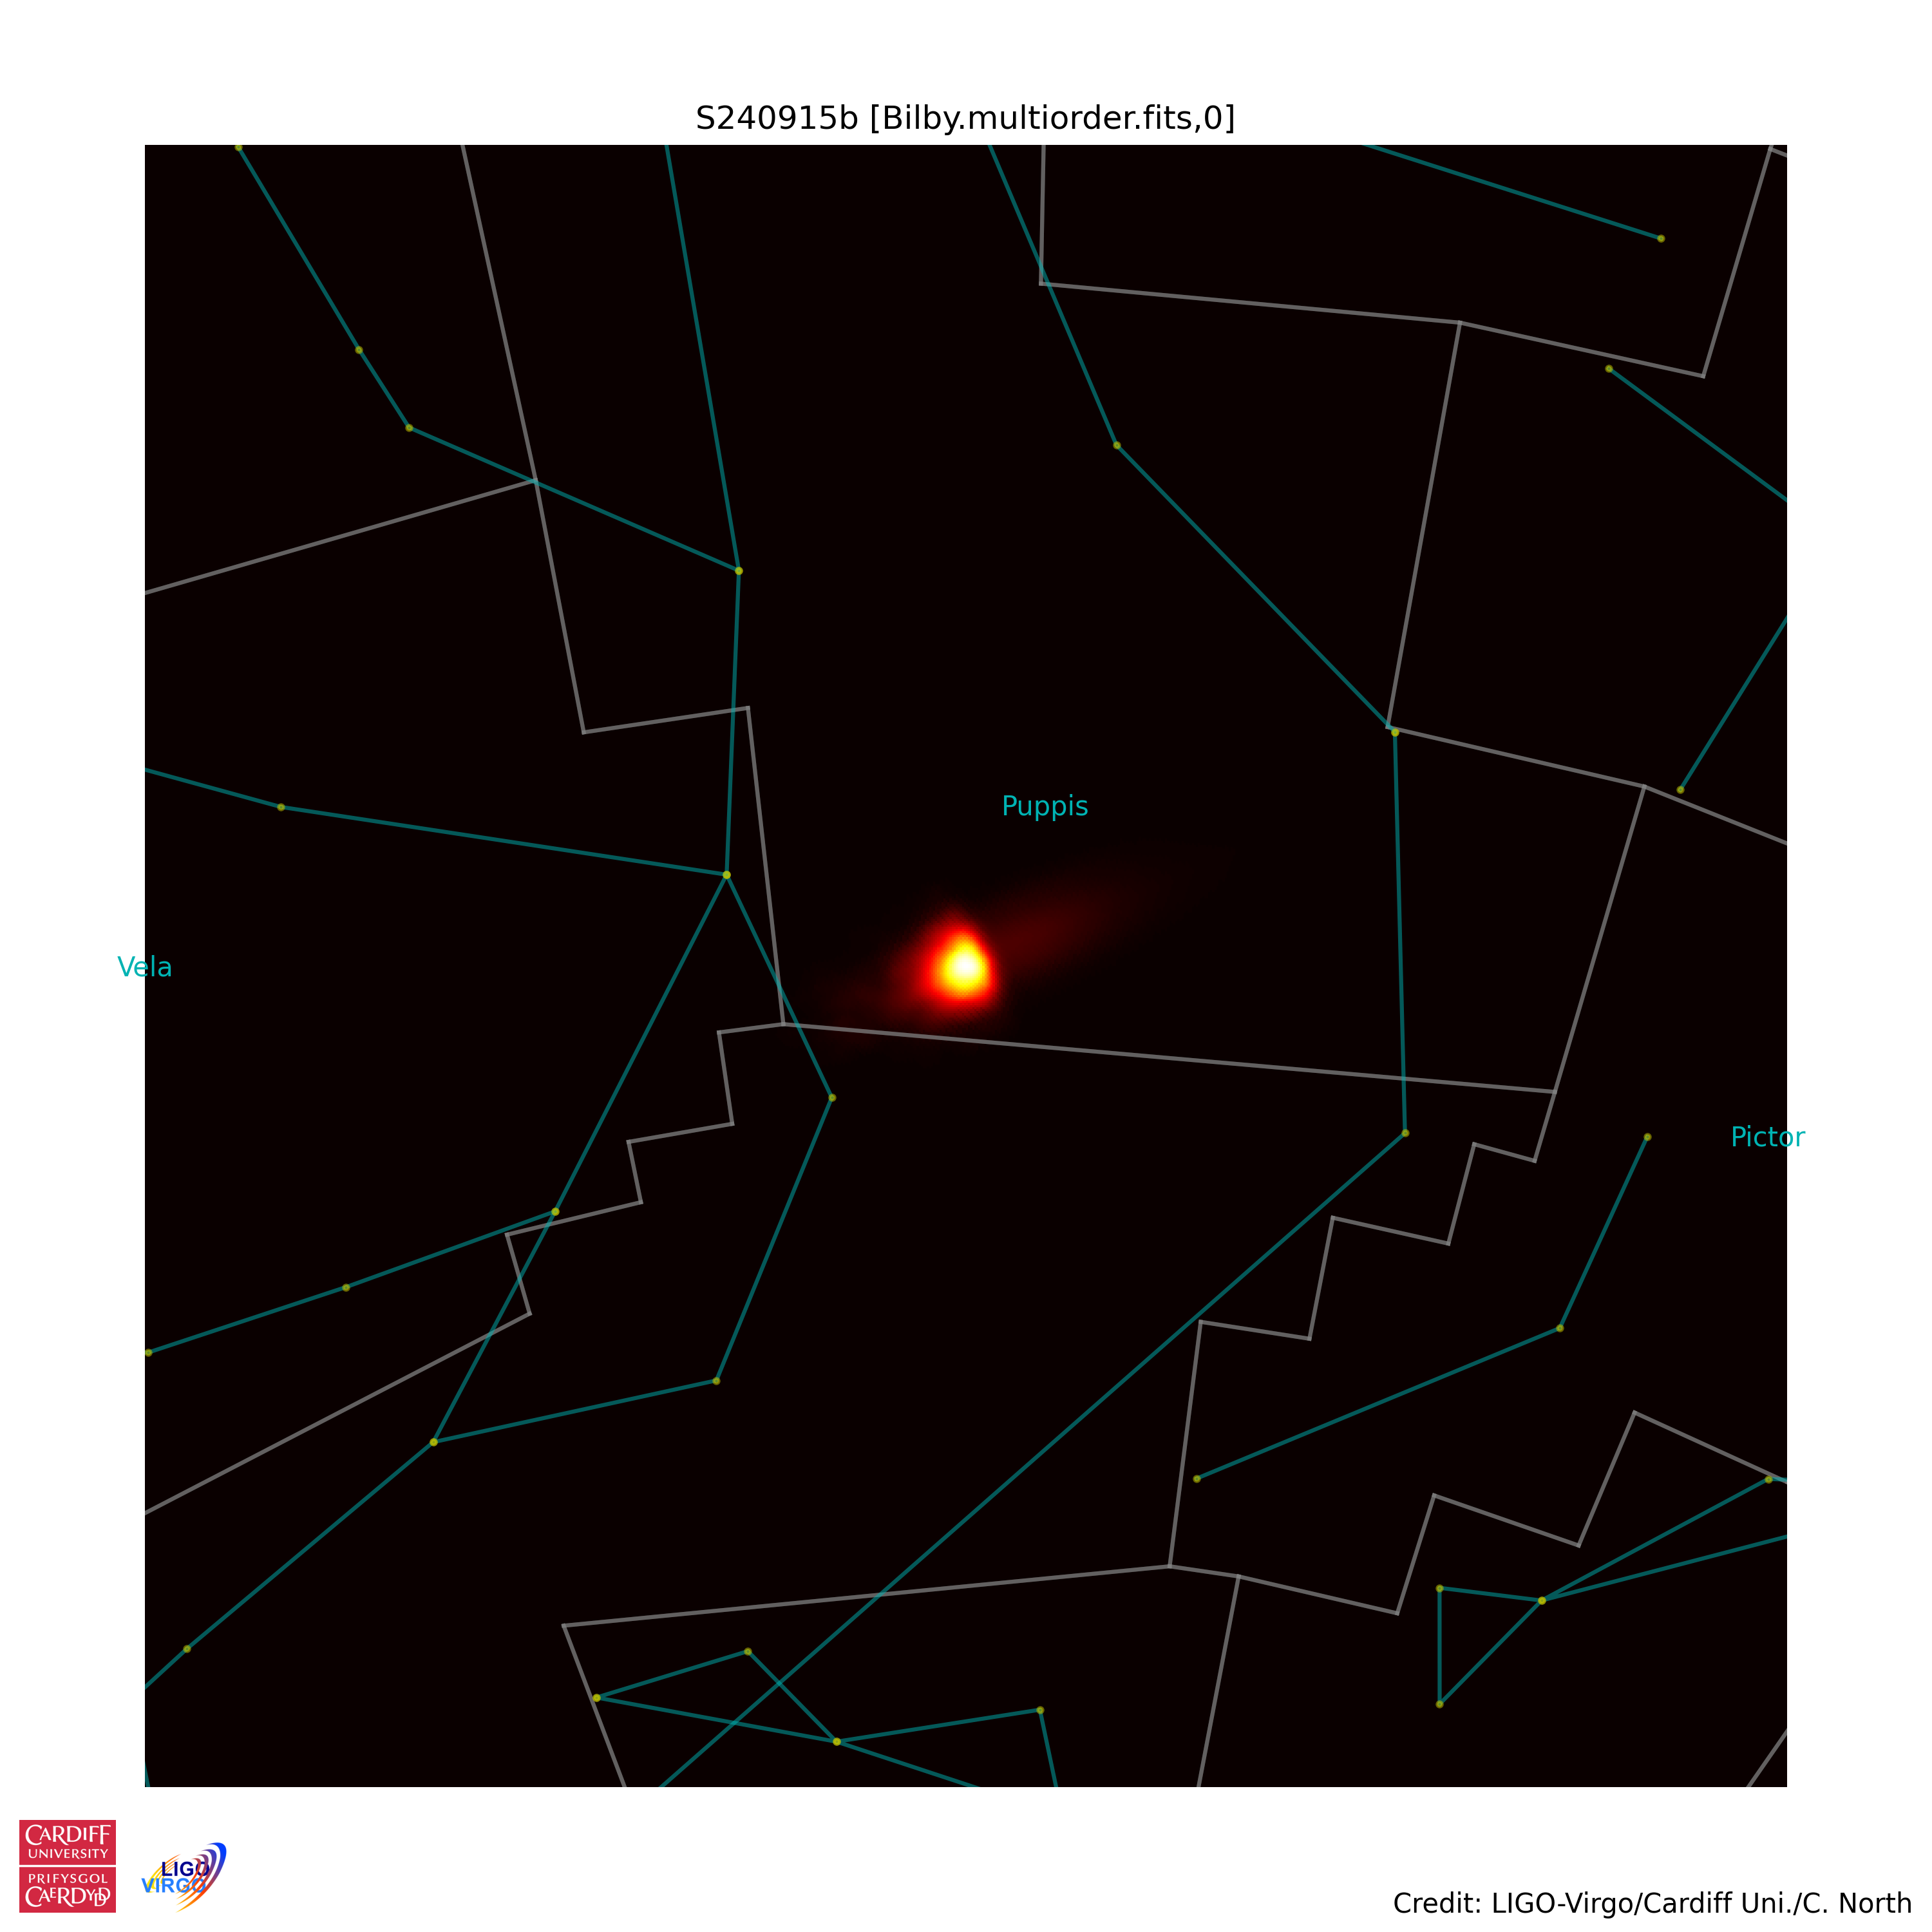 S240915b [Bilby.multiorder.fits,0]
Puppis
Vela
Pictor
CARDIFF
UNIVERSITY
PRIFYSGOL
CAERDYDD
LIGO
VIRGO
Credit: LIGO-Virgo/Cardiff Uni./C. North